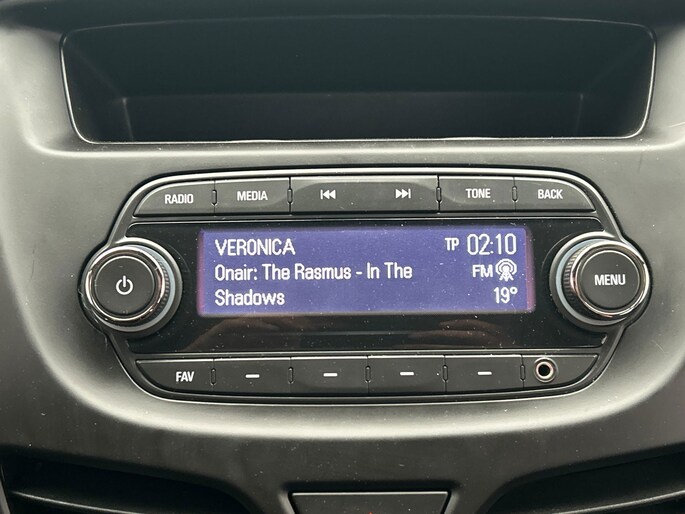 RADIO MEDIA TONE BACK
VERONICA TP 02:10
Onair: The Rasmus - In The FM
Shadows 19°
MENU
FAV